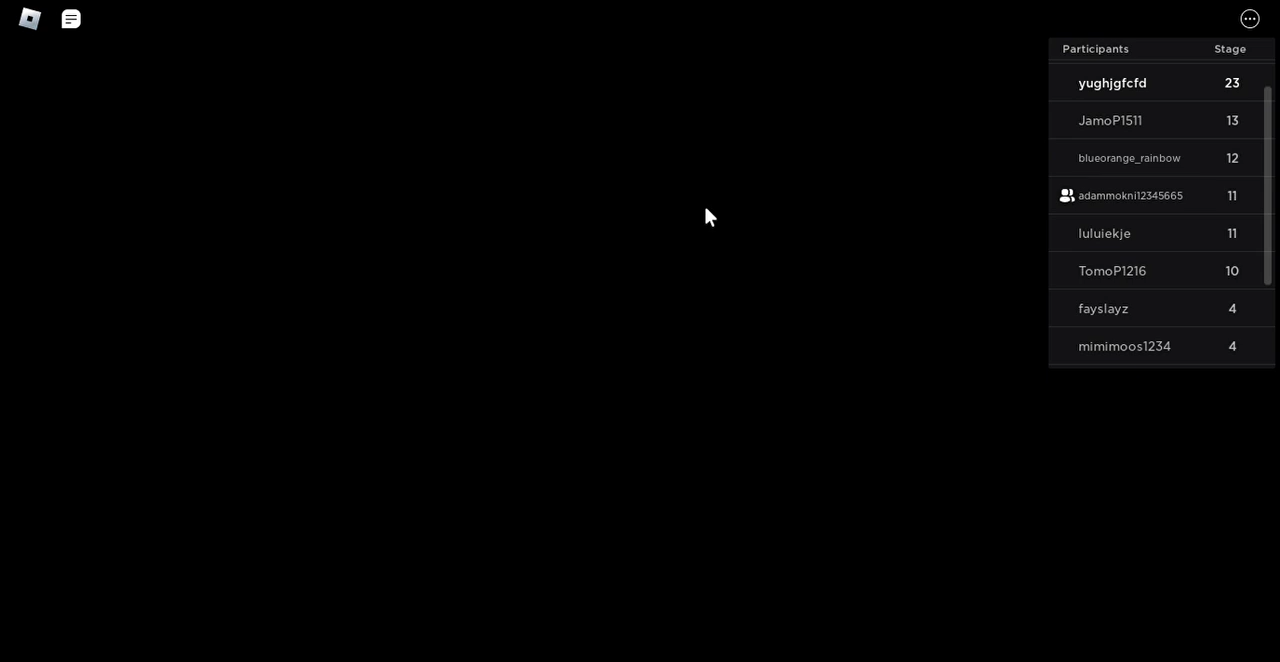 Participants Stage
yughjgfcfd 23
JamoP1511 13
blueorange_rainbow 12
adammokni12345665 11
luluiekje 11
TomoP1216 10
fayslayz 4
mimimoos1234 4